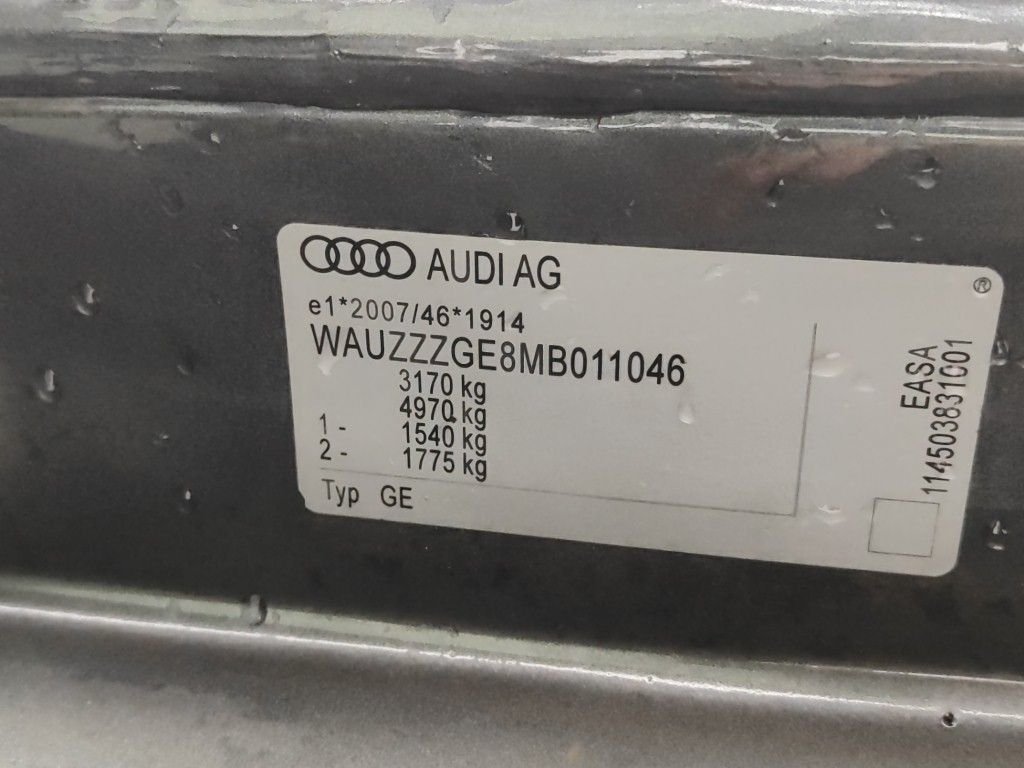 AUDI AG
®
e1*2007/46*1914
WAUZZZGE8MB011046
3170 kg
4970 kg
1 - 1540 kg
2 - 1775 kg
Typ GE
EASA
114503831001